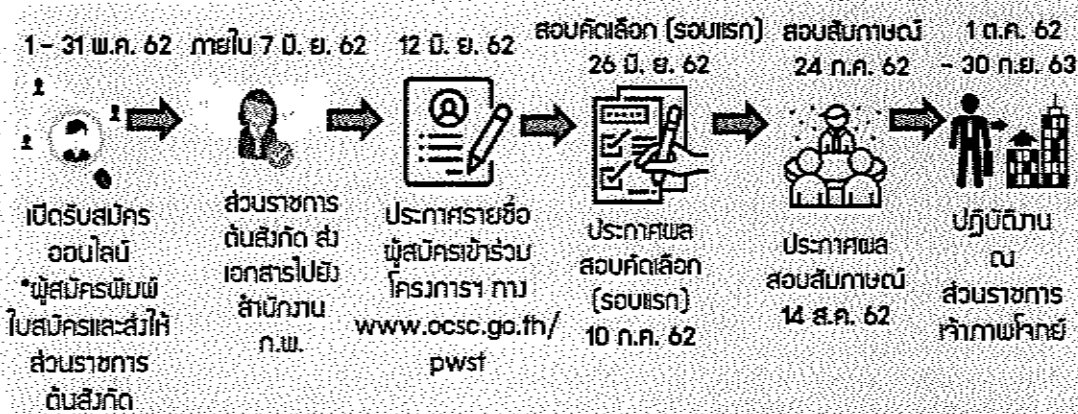 1 - 31 พ.ค. 62
เปิดรับสมัคร
ออนไลน์
*ผู้สมัครพิมพ์
ใบสมัครและส่งให้
ส่วนราชการ
ต้นสังกัด
ภายใน 7 มิ. ย. 62
ส่วนราชการ
ต้นสังกัด ส่ง
เอกสารไปยัง
สำนักงาน
ก.พ.
12 มิ. ย. 62
ประกาศรายชื่อ
ผู้สมัครเข้าร่วม
โครงการฯ ทาง
www.ocsc.go.th/
pwst
สอบคัดเลือก (รอบแรก)
26 มิ. ย. 62
ประกาศผล
สอบคัดเลือก
(รอบแรก)
10 ก.ค. 62
สอบสัมภาษณ์
24 ก.ค. 62
ประกาศผล
สอบสัมภาษณ์
14 ส.ค. 62
1 ต.ค. 62
- 30 ก.ย. 63
ปฏิบัติงาน
ณ
ส่วนราชการ
เจ้าภาพโจทย์